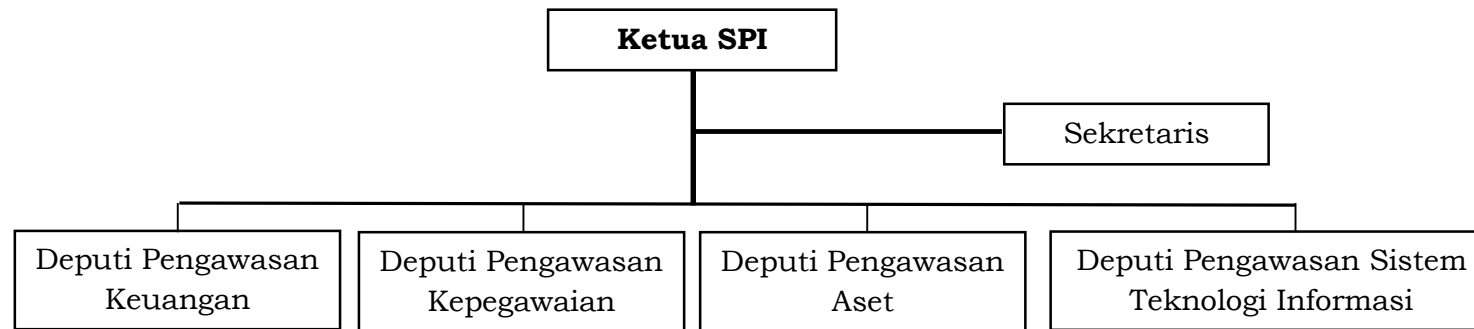 Ketua SPI
Sekretaris
Deputi Pengawasan
Keuangan
Deputi Pengawasan
Kepegawaian
Deputi Pengawasan
Aset
Deputi Pengawasan Sistem
Teknologi Informasi